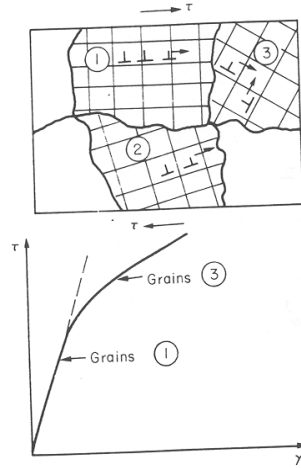 → τ
①
③
②
τ ←
τ
Grains ③
Grains ①
γ